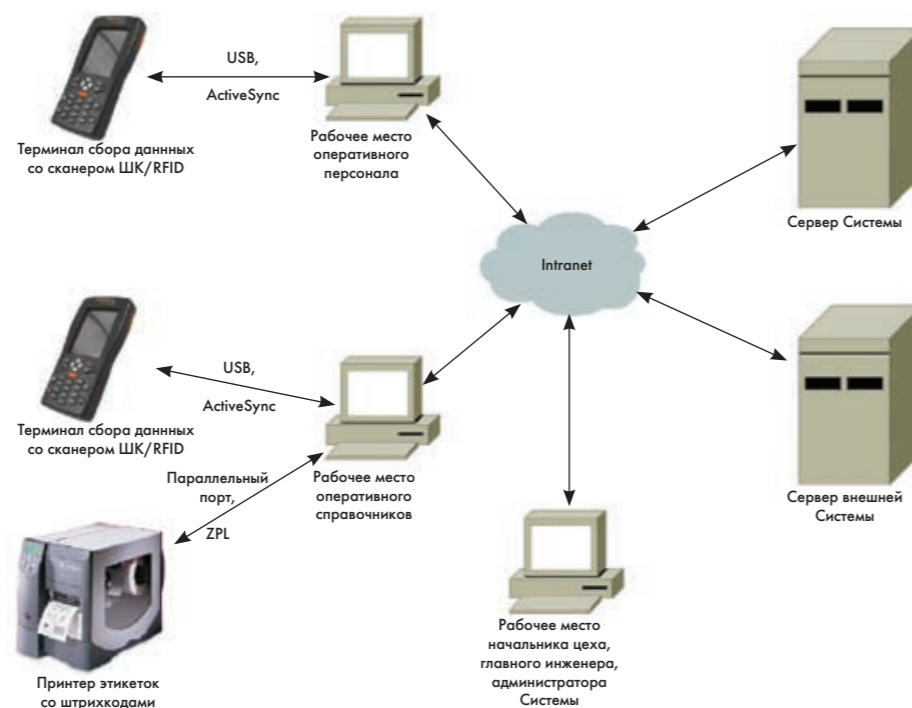 USB,
ActiveSync
Терминал сбора даннных
со сканером ШК/RFID
Рабочее место
оперативного
персонала
Сервер Системы
Intranet
USB,
ActiveSync
Терминал сбора даннных
со сканером ШК/RFID
Параллельный
порт,
ZPL
Рабочее место
оперативного
справочников
Сервер внешней
Системы
Принтер этикеток
со штрихкодами
Рабочее место
начальника цеха,
главного инженера,
администратора
Системы